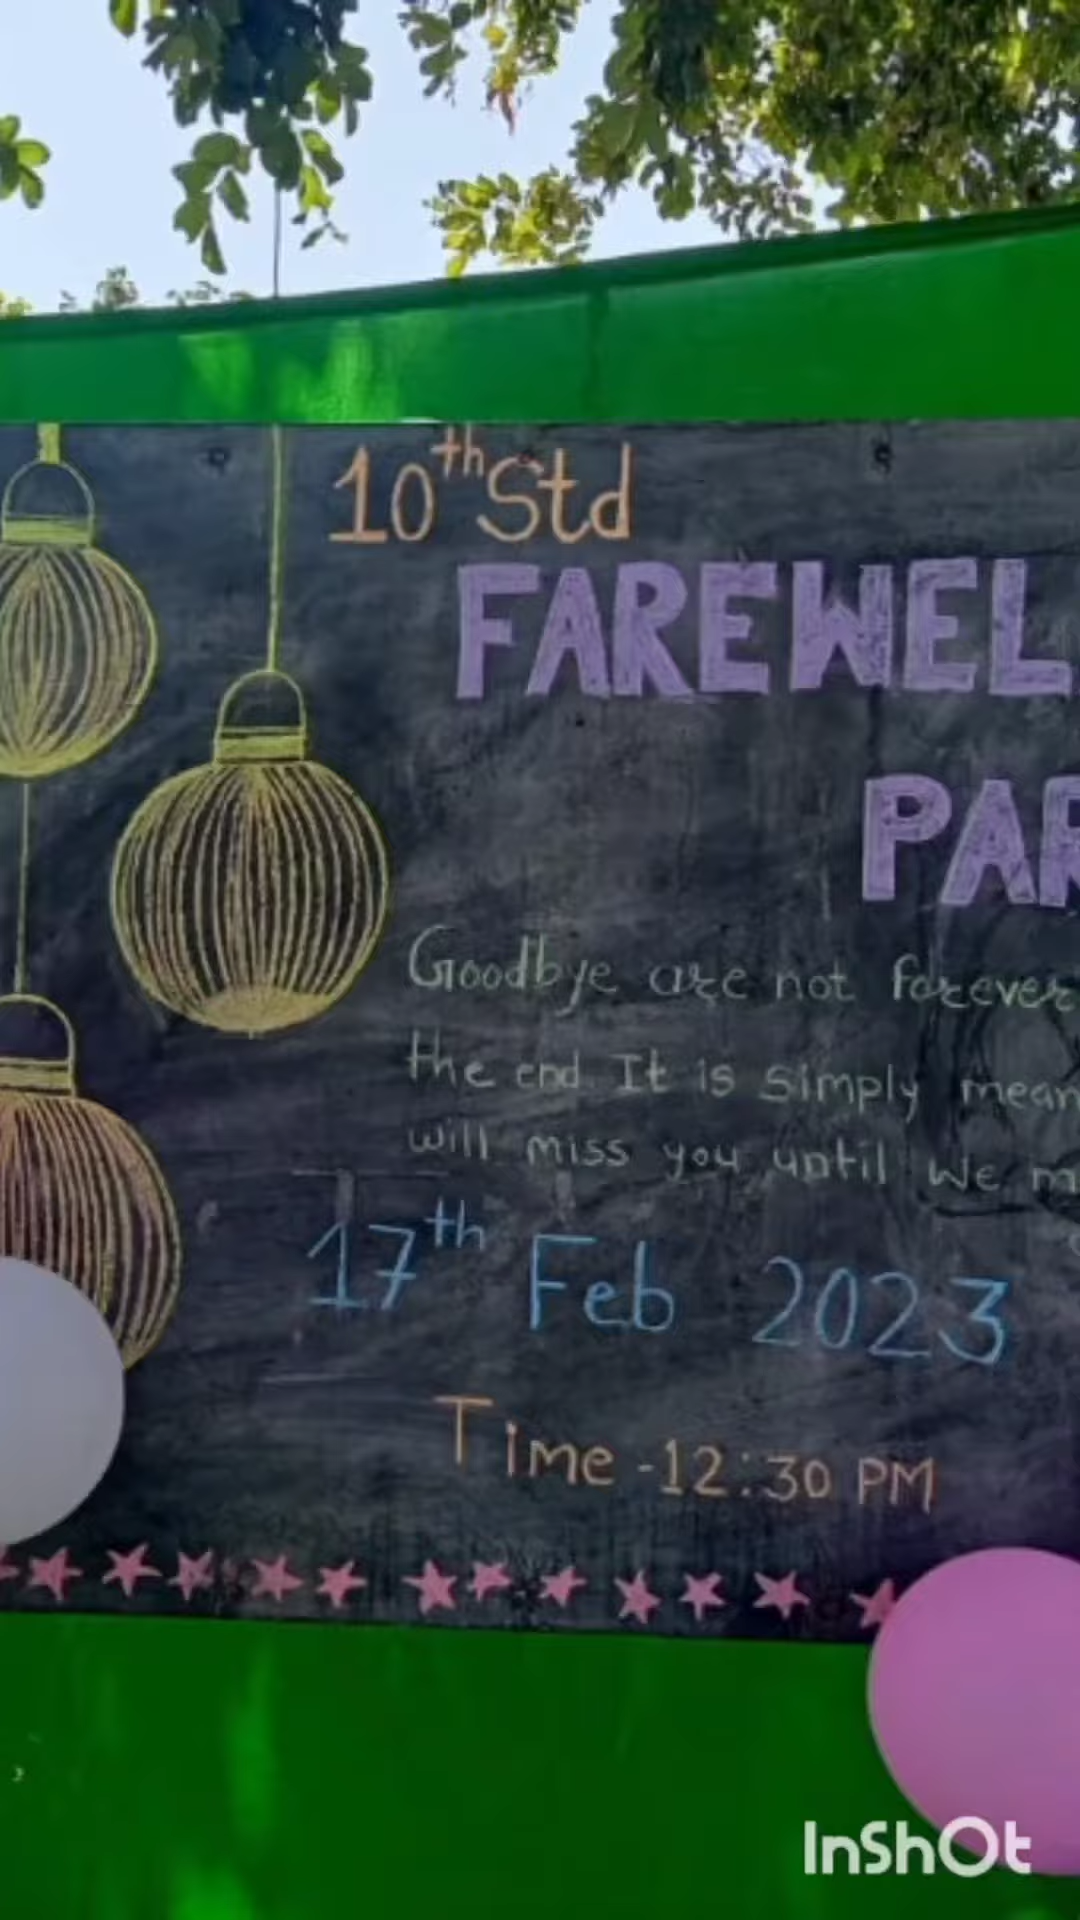 10th Std
FAREWEL
PAR
Goodbye are not forever
the end. It is simply mean
will miss you until we m
17th Feb 2023
Time - 12:30 PM
InShOt